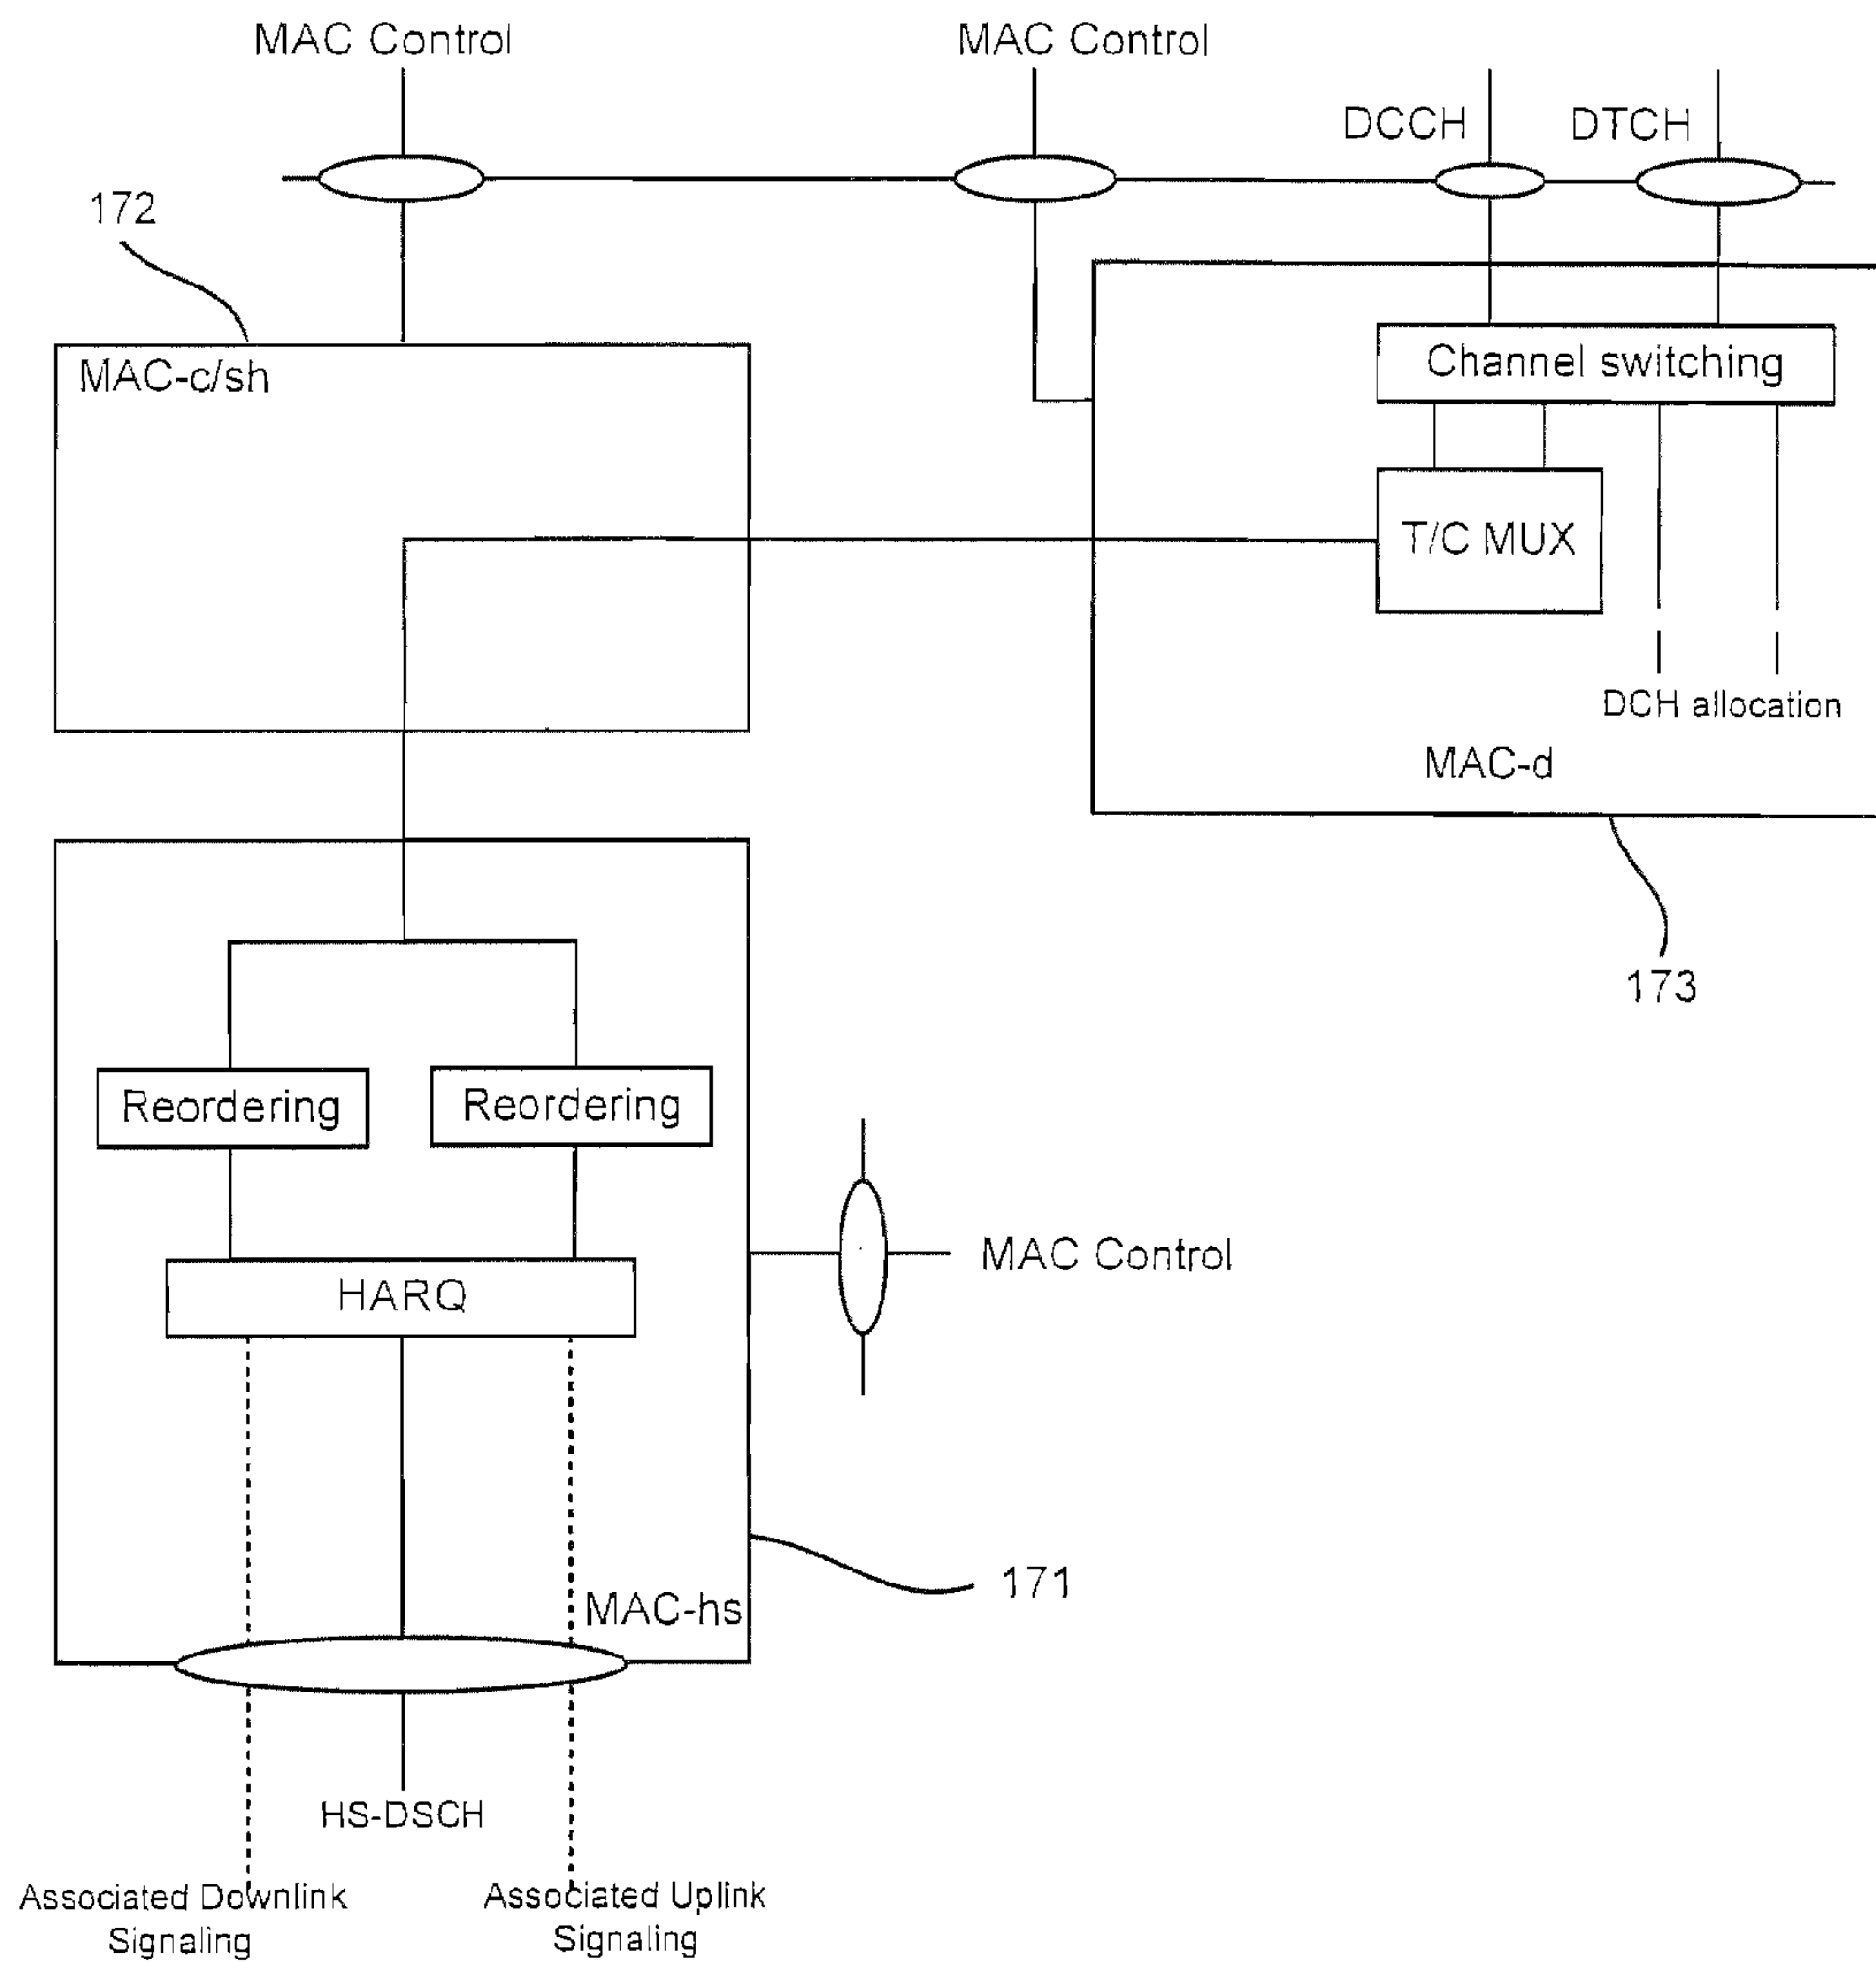 MAC Control
MAC Control
DCCH
DTCH
172
MAC-c/sh
Channel switching
T/C MUX
DCH allocation
MAC-d
173
Reordering
Reordering
MAC Control
HARQ
171
MAC-hs
HS-DSCH
Associated Downlink
Signaling
Associated Uplink
Signaling